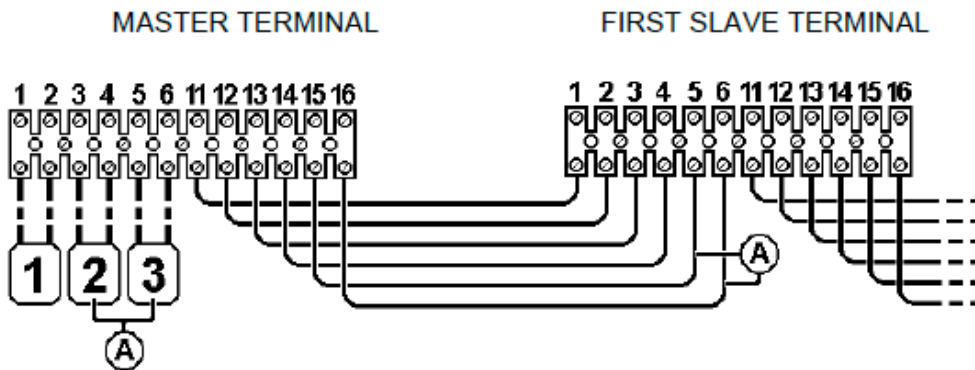 MASTER TERMINAL FIRST SLAVE TERMINAL
1 2 3 4 5 6 11 12 13 14 15 16 1 2 3 4 5 6 11 12 13 14 15 16
A
1 2 3
A